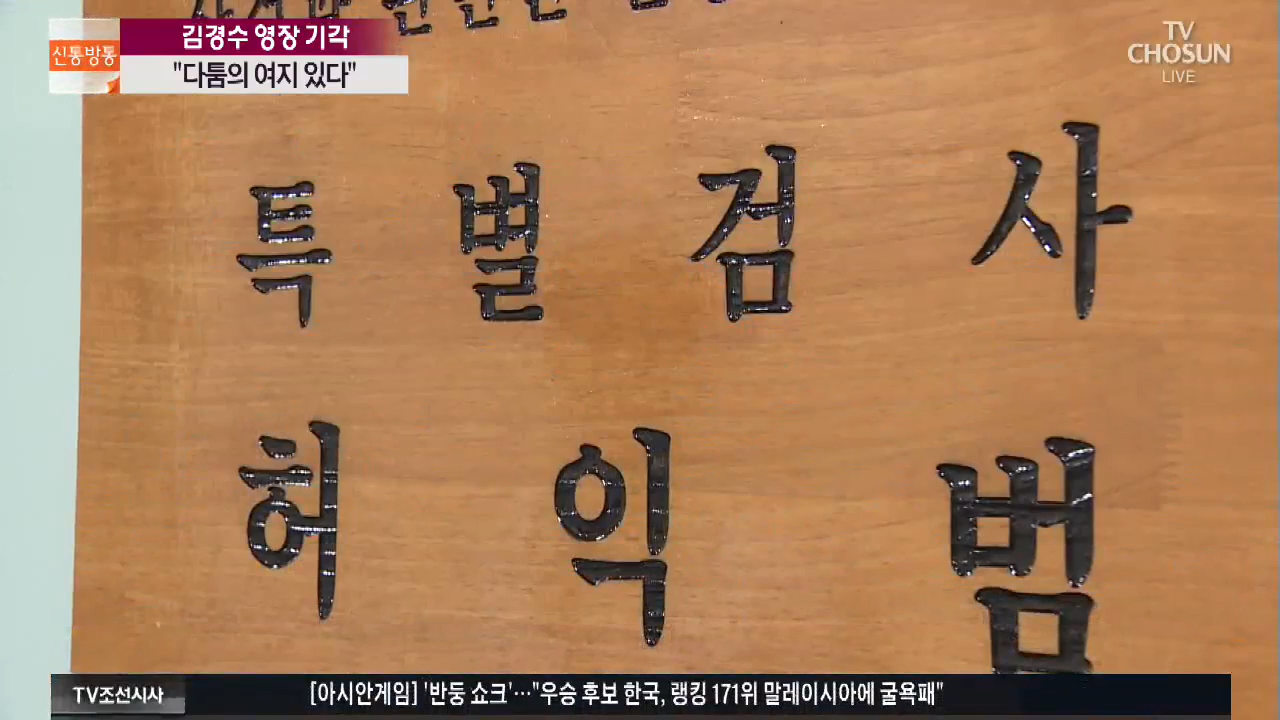 김경수 영장 기각
신통방통
"다툼의 여지 있다"
TV
CHOSUN
LIVE
특별검사
허익범
TV조선시사
[아시안게임] '반둥 쇼크'…"우승 후보 한국, 랭킹 171위 말레이시아에 굴욕패"